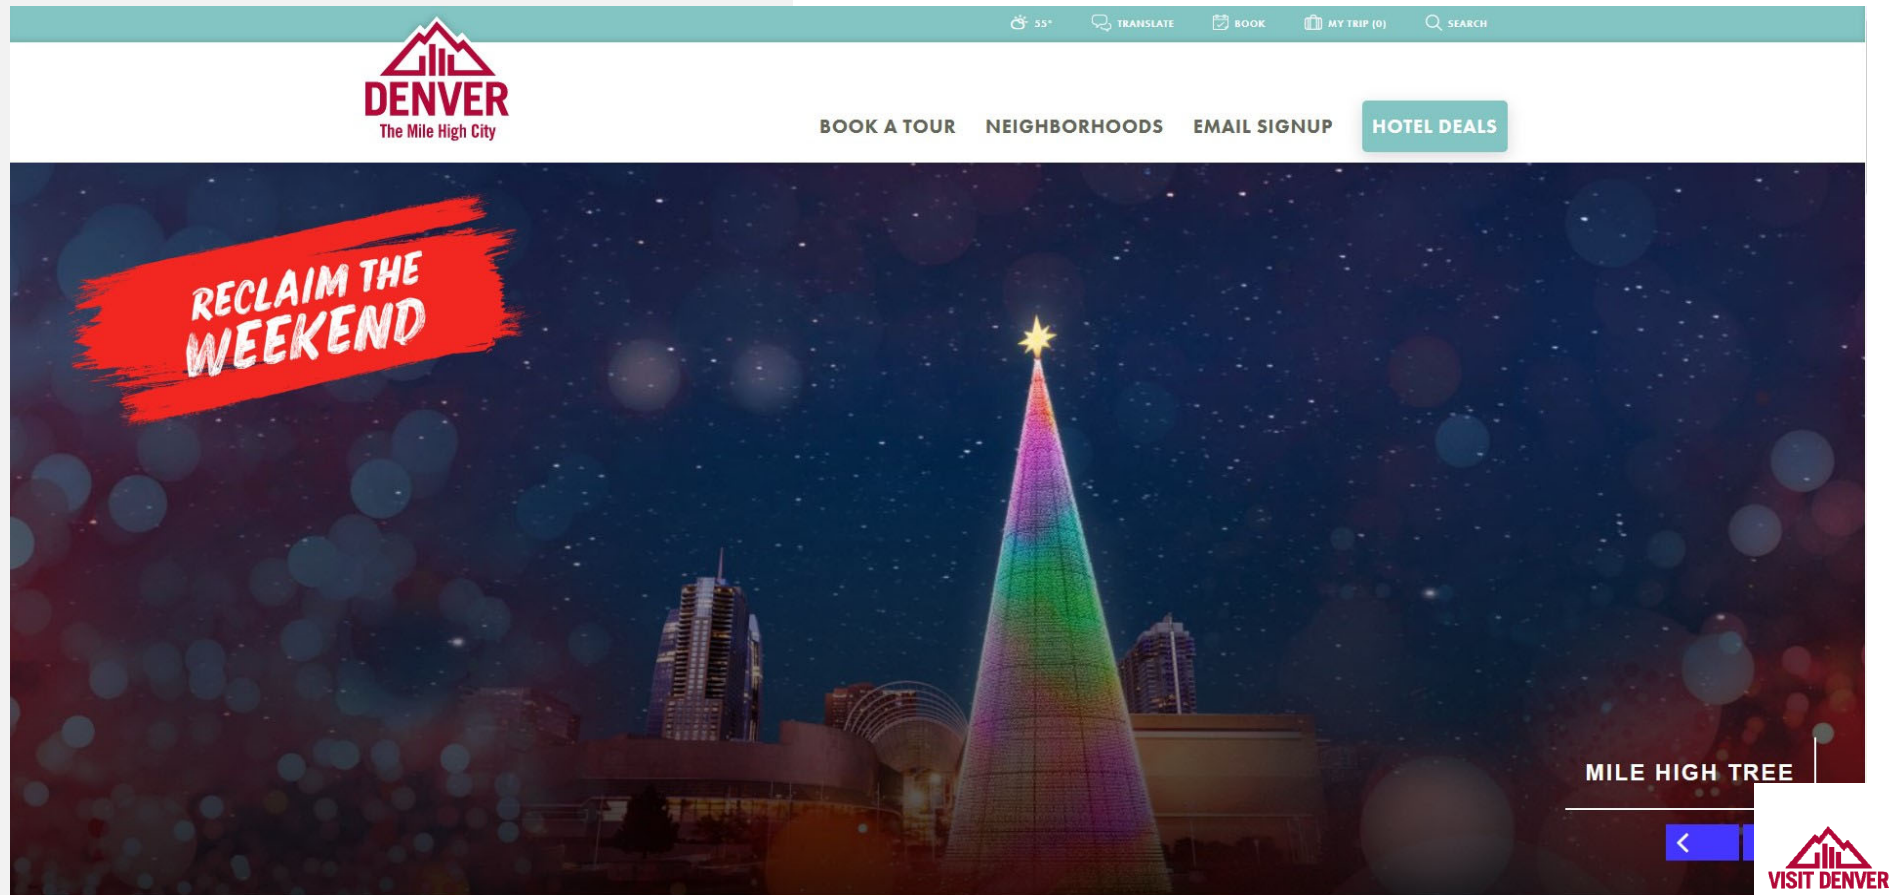 55°
TRANSLATE
BOOK
MY TRIP (0)
SEARCH
DENVER
The Mile High City
BOOK A TOUR
NEIGHBORHOODS
EMAIL SIGNUP
HOTEL DEALS
RECLAIM THE
WEEKEND
MILE HIGH TREE
VISIT DENVER